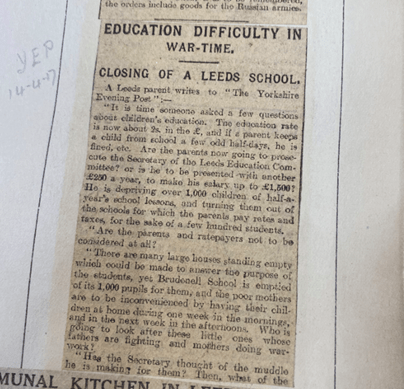 the orders include goods for the Russian armies.
EDUCATION DIFFICULTY IN
WAR-TIME.
CLOSING OF A LEEDS SCHOOL.
A Leeds parent writes to "The Yorkshire
Evening Post":—
"It is time someone asked a few questions
about children's education. The education rate
is now about 2s. in the £, and if a parent keeps
a child from school a few odd half-days, he is
fined, etc. Are the parents now going to prose-
cute the Secretary of the Leeds Education Com-
mittee? or is he to be presented with another
£250 a year, to make his salary up to £1,500?
He is depriving over 1,000 children of half-a-
year's school lessons, and turning them out of
the schools for which the parents pay rates and
taxes, for the sake of a few hundred students.
"Are the parents and ratepayers not to be
considered at all?
"There are many large houses standing empty
which could be made to answer the purpose of
the students, yet Brudenell School is emptied
of its 1,000 pupils for them, and the poor mothers
are to be inconvenienced by having their chil-
dren at home during one week in the mornings,
and in the next week in the afternoons. Who is
going to look after these little ones whose
fathers are fighting and mothers doing war-
work?
"Has the Secretary thought of the muddle
he is making for them? Then, what of the
MUNAL KITCHEN IN
YEP
14-4-17